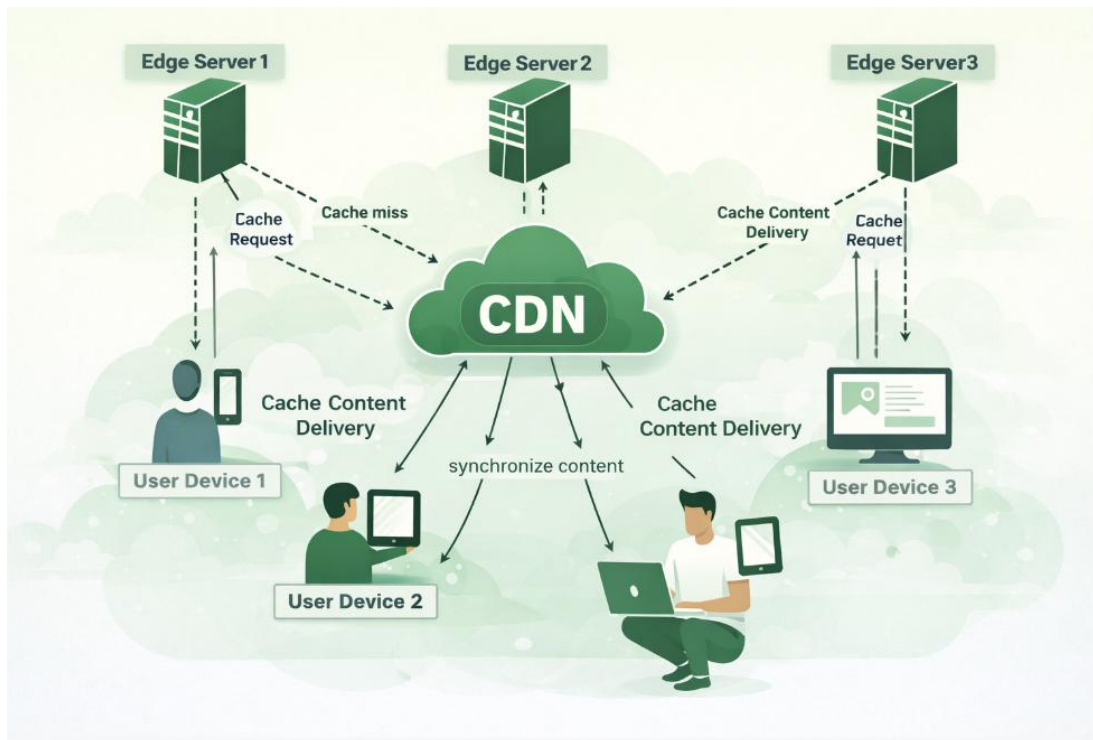 Edge Server 1
Edge Server 2
Edge Server3
Cache
Request
Cache miss
Cache Content
Delivery
Cache
Requet
CDN
Cache Content
Delivery
Cache
Content Delivery
synchronize content
User Device 1
User Device 3
User Device 2